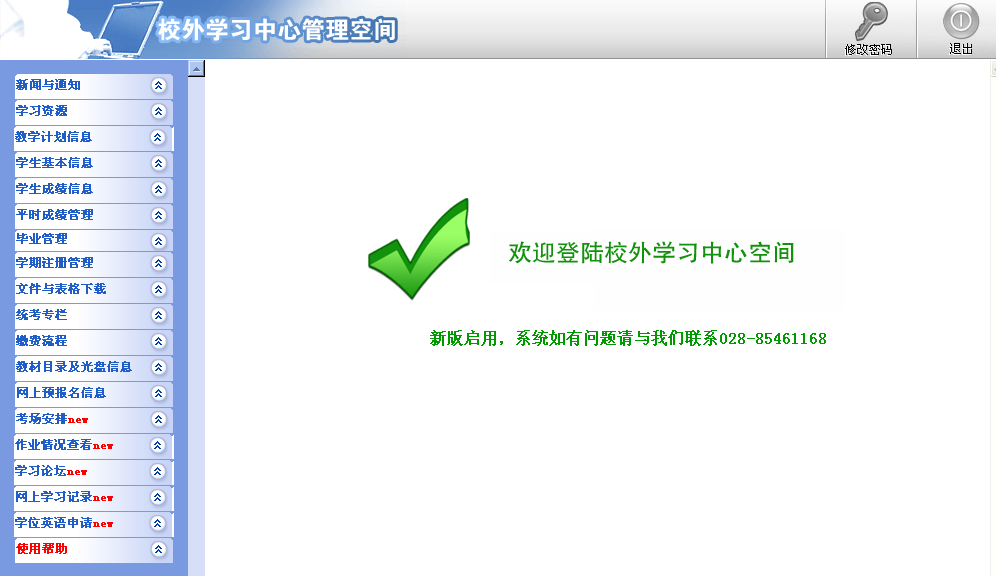 校外学习中心管理空间
修改密码
退出
新闻与通知
学习资源
教学计划信息
学生基本信息
学生成绩信息
平时成绩管理
毕业管理
学期注册管理
文件与表格下载
统考专栏
缴费流程
教材目录及光盘信息
网上预报名信息
考场安排new
作业情况查看new
学习论坛new
网上学习记录new
学位英语申请new
使用帮助
欢迎登陆校外学习中心空间
新版启用，系统如有问题请与我们联系028-85461168